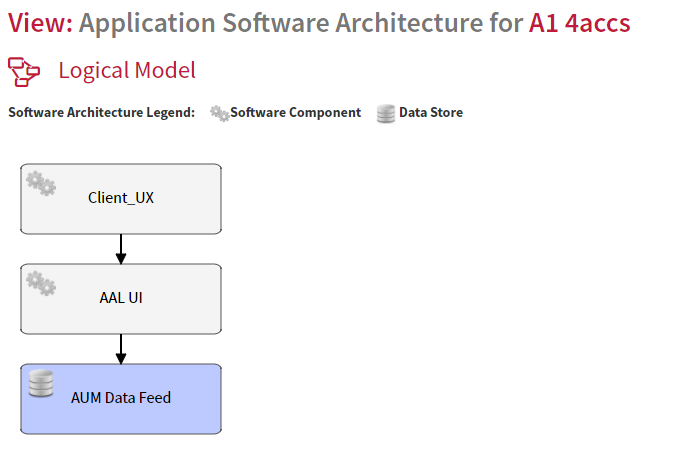 View: Application Software Architecture for A1 4accs
Logical Model
Software Architecture Legend: Software Component Data Store
Client_UX
AAL UI
AUM Data Feed